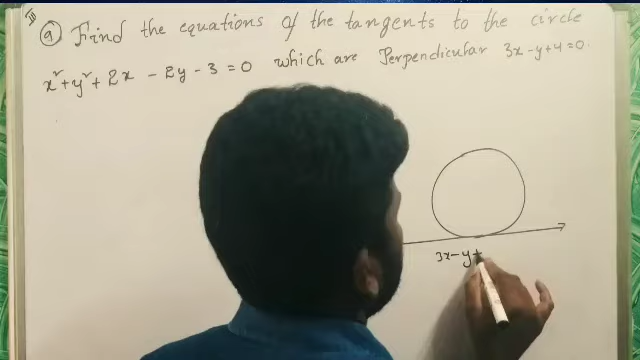 III
(a) Find the equations of the tangents to the circle
x²+y²+2x - 2y - 3 = 0 which are Perpendicular 3x-y+4=0.
3x-y+